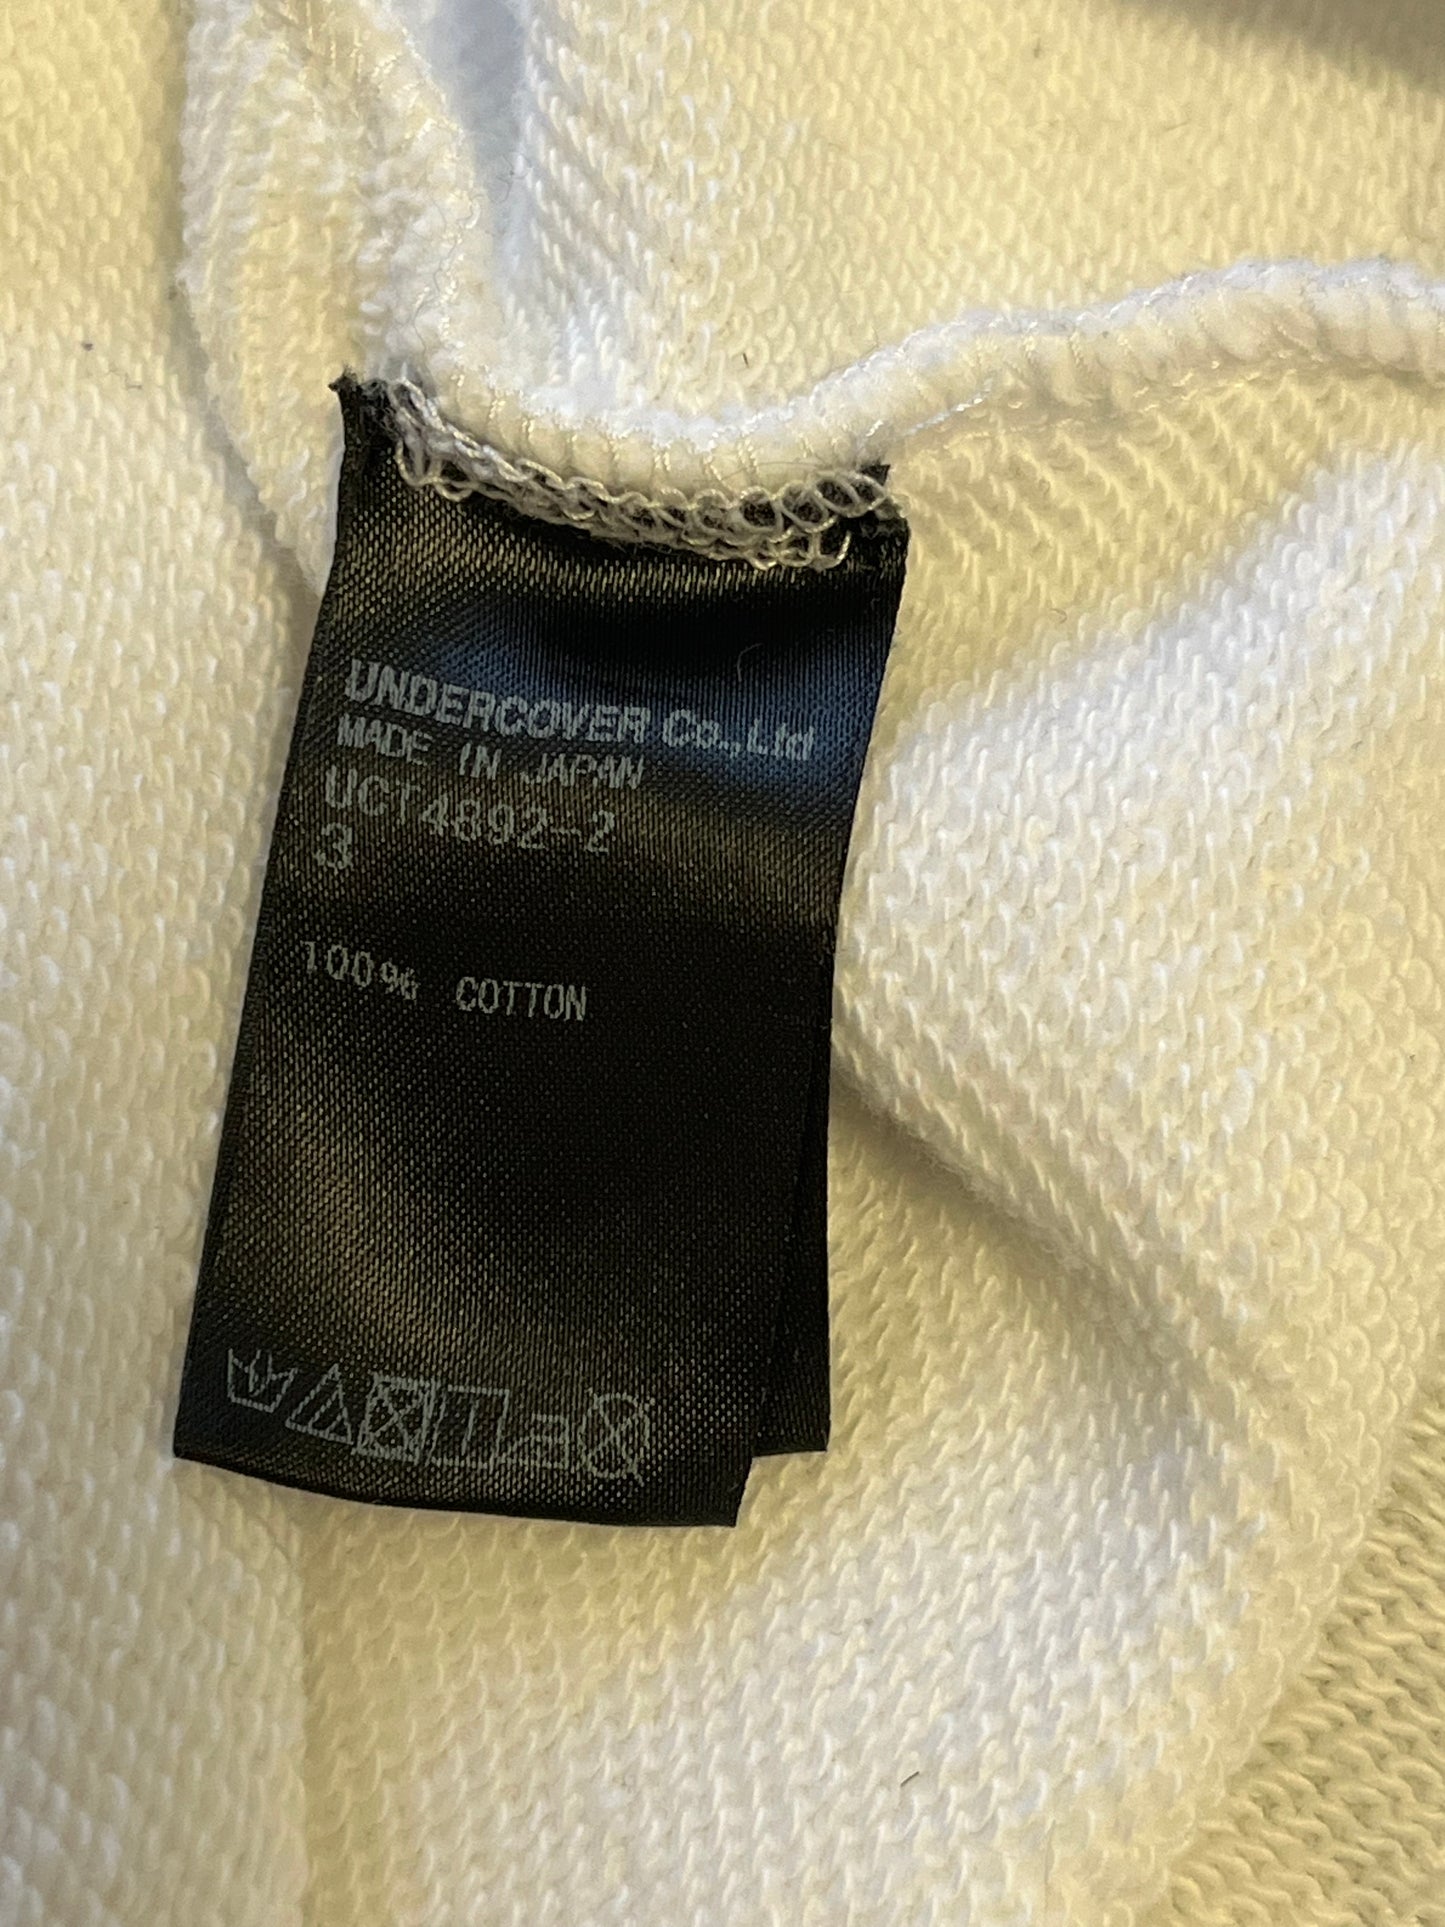 UNDERCOVER Co.,Ltd
MADE IN JAPAN
UCT4892-2
3
100% COTTON